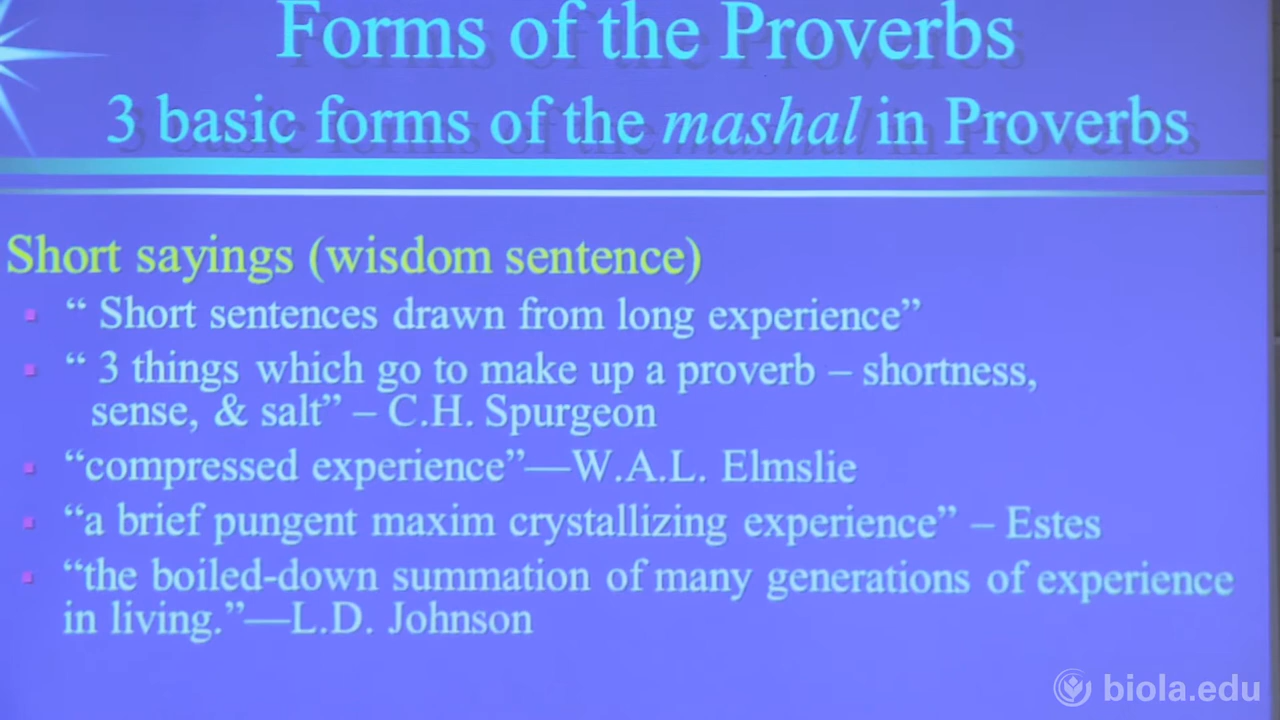 Forms of the Proverbs
3 basic forms of the mashal in Proverbs
Short sayings (wisdom sentence)
“ Short sentences drawn from long experience”
“ 3 things which go to make up a proverb – shortness,
sense, & salt” – C.H. Spurgeon
“compressed experience”—W.A.L. Elmslie
“a brief pungent maxim crystallizing experience” – Estes
“the boiled-down summation of many generations of experience
in living.”—L.D. Johnson
biola.edu